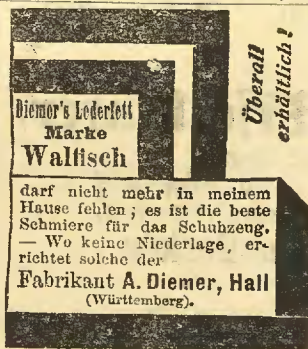 Diemer's Lederfett
Marke
Walfisch
Überall
erhältlich!
darf nicht mehr in meinem
Hause fehlen; es ist die beste
Schmiere für das Schuhzeug.
— Wo keine Niederlage, er-
richtet solche der
Fabrikant A. Diemer, Hall
(Württemberg).